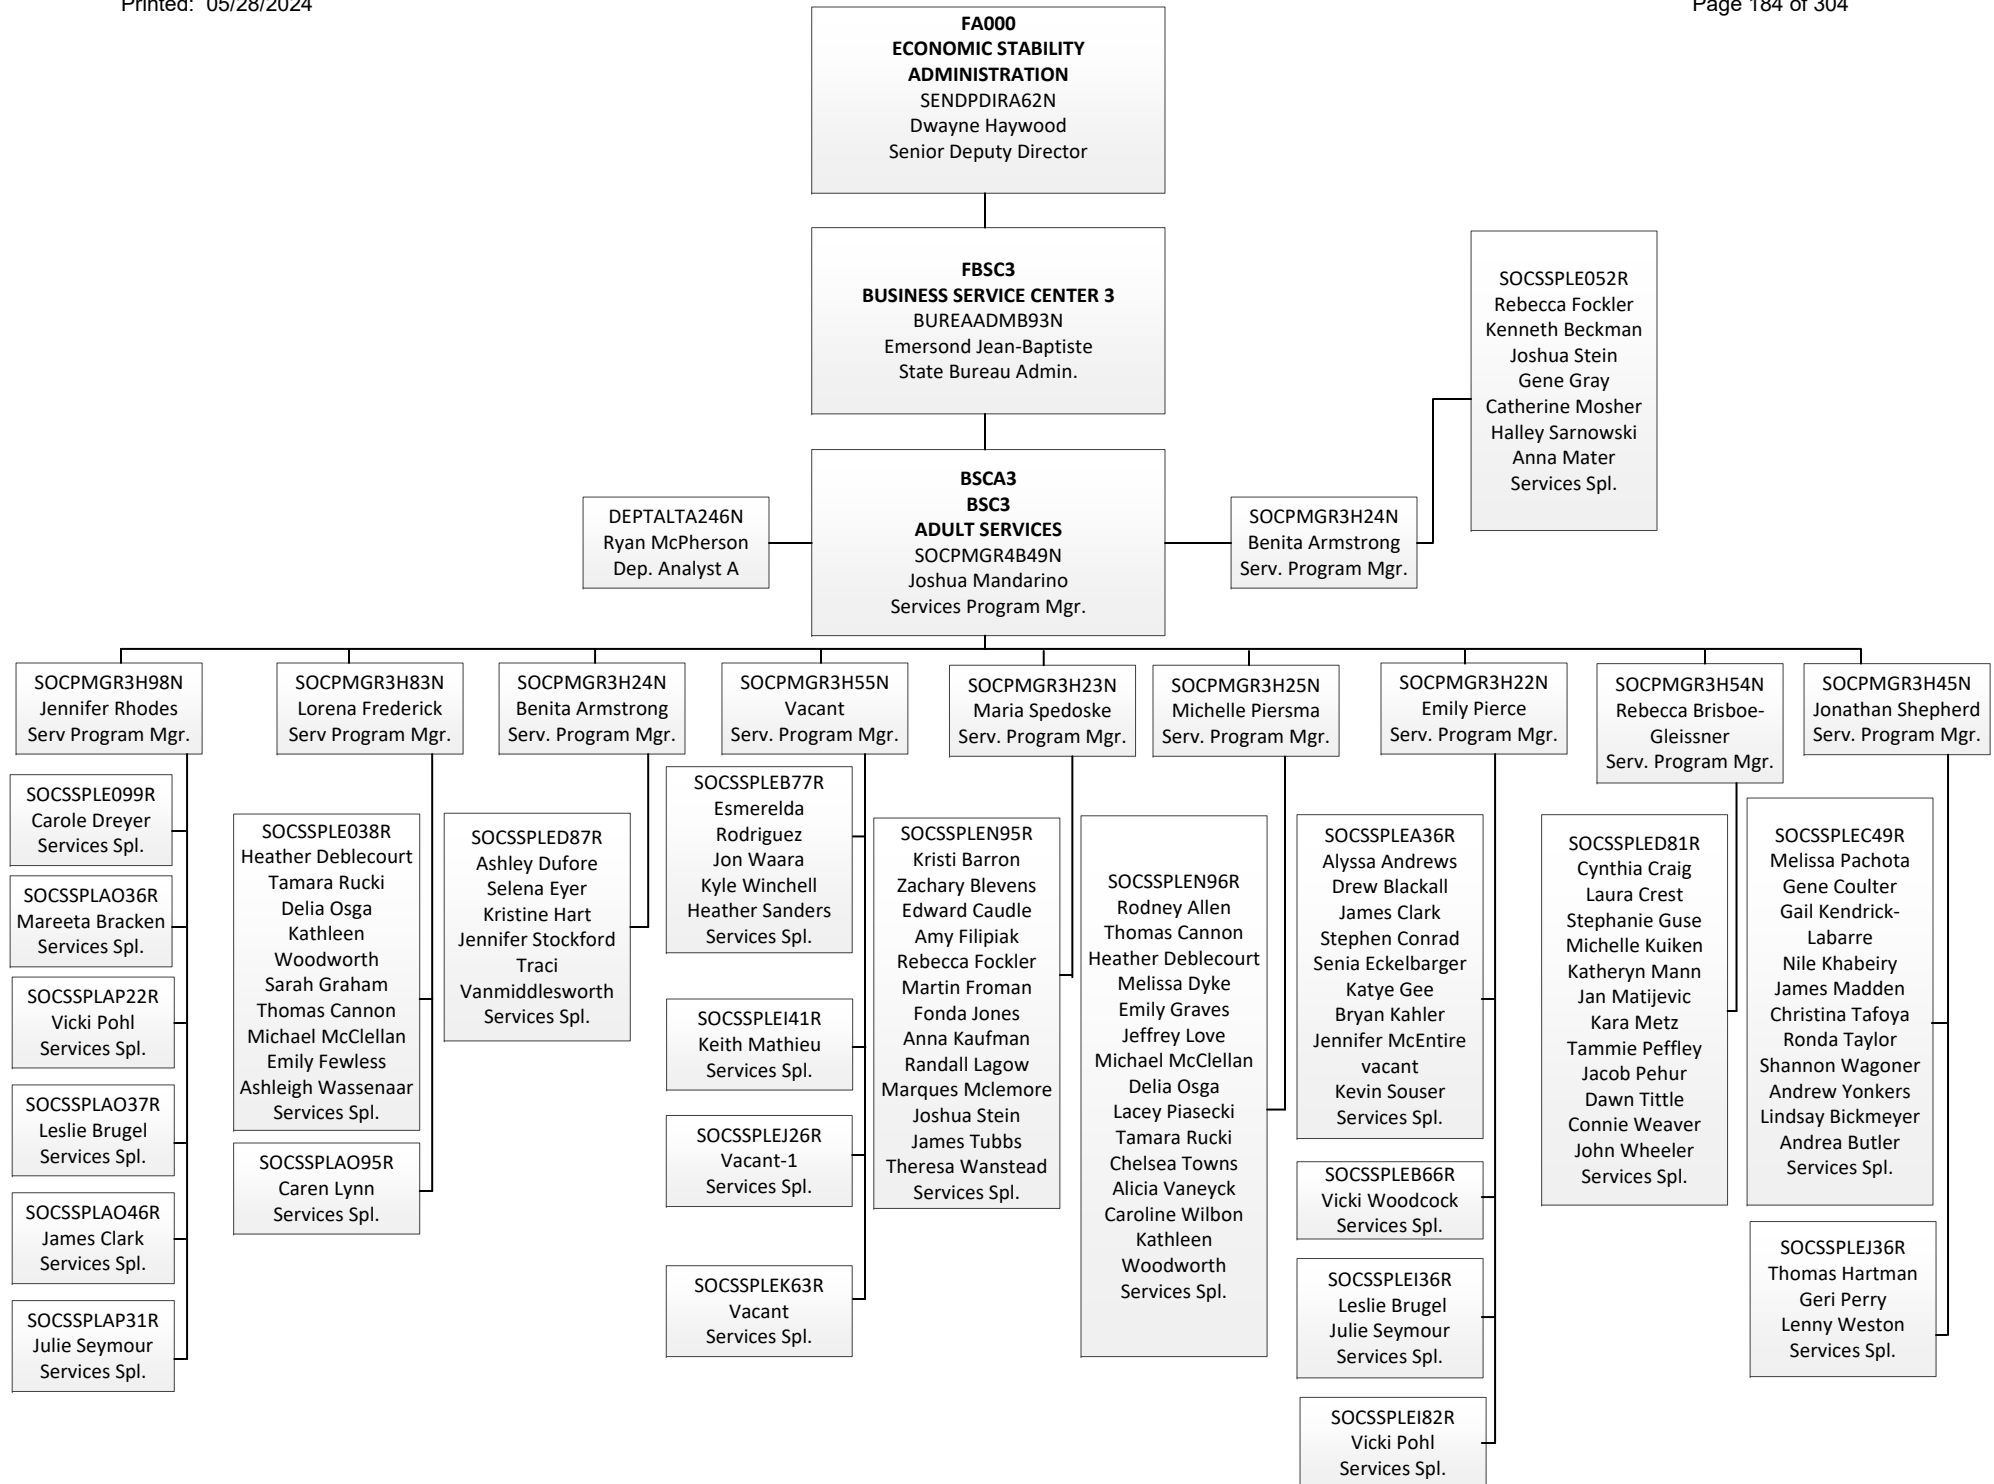 Printed: 05/28/2024
Page 184 of 304
FA000
ECONOMIC STABILITY
ADMINISTRATION
SENDPDIRA62N
Dwayne Haywood
Senior Deputy Director
FBSC3
BUSINESS SERVICE CENTER 3
BUREAADMB93N
Emersond Jean-Baptiste
State Bureau Admin.
SOCSSPLE052R
Rebecca Fockler
Kenneth Beckman
Joshua Stein
Gene Gray
Catherine Mosher
Halley Sarnowski
Anna Mater
Services Spl.
BSCA3
BSC3
ADULT SERVICES
SOCPMGR4B49N
Joshua Mandarino
Services Program Mgr.
DEPTALTA246N
Ryan McPherson
Dep. Analyst A
SOCPMGR3H24N
Benita Armstrong
Serv. Program Mgr.
SOCPMGR3H98N
Jennifer Rhodes
Serv Program Mgr.
SOCSSPLE099R
Carole Dreyer
Services Spl.
SOCSSPLAO36R
Mareeta Bracken
Services Spl.
SOCSSPLAP22R
Vicki Pohl
Services Spl.
SOCSSPLAO37R
Leslie Brugel
Services Spl.
SOCSSPLAO46R
James Clark
Services Spl.
SOCSSPLAP31R
Julie Seymour
Services Spl.
SOCPMGR3H83N
Lorena Frederick
Serv Program Mgr.
SOCSSPLE038R
Heather Deblecourt
Tamara Rucki
Delia Osga
Kathleen
Woodworth
Sarah Graham
Thomas Cannon
Michael McClellan
Emily Fewless
Ashleigh Wassenaar
Services Spl.
SOCSSPLAO95R
Caren Lynn
Services Spl.
SOCPMGR3H24N
Benita Armstrong
Serv. Program Mgr.
SOCSSPLED87R
Ashley Dufore
Selena Eyer
Kristine Hart
Jennifer Stockford
Traci
Vanmiddlesworth
Services Spl.
SOCPMGR3H55N
Vacant
Serv. Program Mgr.
SOCSSPLEB77R
Esmerelda
Rodriguez
Jon Waara
Kyle Winchell
Heather Sanders
Services Spl.
SOCSSPLEI41R
Keith Mathieu
Services Spl.
SOCSSPLEJ26R
Vacant-1
Services Spl.
SOCSSPLEK63R
Vacant
Services Spl.
SOCPMGR3H23N
Maria Spedoske
Serv. Program Mgr.
SOCSSPLEN95R
Kristi Barron
Zachary Blevens
Edward Caudle
Amy Filipiak
Rebecca Fockler
Martin Froman
Fonda Jones
Anna Kaufman
Randall Lagow
Marques Mclemore
Joshua Stein
James Tubbs
Theresa Wanstead
Services Spl.
SOCPMGR3H25N
Michelle Piersma
Serv. Program Mgr.
SOCSSPLEN96R
Rodney Allen
Thomas Cannon
Heather Deblecourt
Melissa Dyke
Emily Graves
Jeffrey Love
Michael McClellan
Delia Osga
Lacey Piasecki
Tamara Rucki
Chelsea Towns
Alicia Vaneyck
Caroline Wilbon
Kathleen
Woodworth
Services Spl.
SOCPMGR3H22N
Emily Pierce
Serv. Program Mgr.
SOCSSPLEA36R
Alyssa Andrews
Drew Blackall
James Clark
Stephen Conrad
Senia Eckelbarger
Katye Gee
Bryan Kahler
Jennifer McEntire
vacant
Kevin Souser
Services Spl.
SOCSSPLEB66R
Vicki Woodcock
Services Spl.
SOCSSPLEI36R
Leslie Brugel
Julie Seymour
Services Spl.
SOCSSPLEI82R
Vicki Pohl
Services Spl.
SOCPMGR3H54N
Rebecca Brisboe-
Gleissner
Serv. Program Mgr.
SOCSSPLED81R
Cynthia Craig
Laura Crest
Stephanie Guse
Michelle Kuiken
Katheryn Mann
Jan Matijevic
Kara Metz
Tammie Peffley
Jacob Pehur
Dawn Tittle
Connie Weaver
John Wheeler
Services Spl.
SOCPMGR3H45N
Jonathan Shepherd
Serv. Program Mgr.
SOCSSPLEC49R
Melissa Pachota
Gene Coulter
Gail Kendrick-
Labarre
Nile Khabeiry
James Madden
Christina Tafoya
Ronda Taylor
Shannon Wagoner
Andrew Yonkers
Lindsay Bickmeyer
Andrea Butler
Services Spl.
SOCSSPLEJ36R
Thomas Hartman
Geri Perry
Lenny Weston
Services Spl.